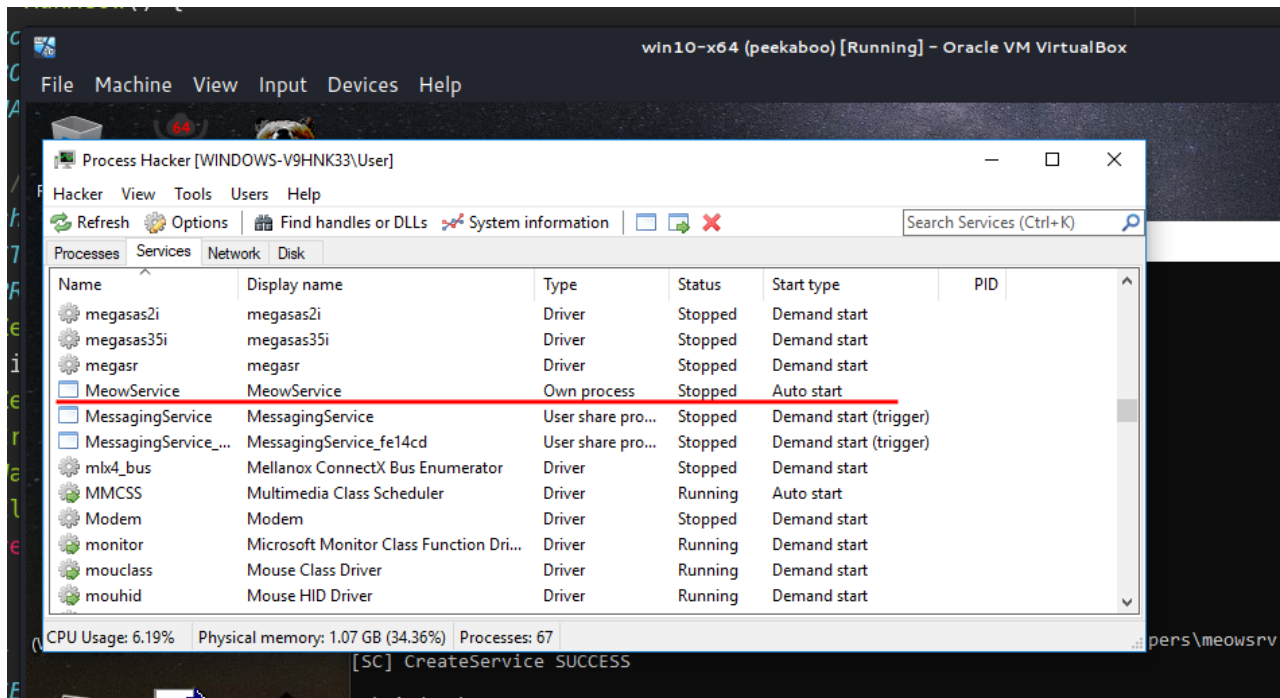 win10-x64 (peekaboo) [Running] - Oracle VM VirtualBox
File Machine View Input Devices Help
64
Process Hacker [WINDOWS-V9HNK33\User]
Hacker View Tools Users Help
Refresh Options Find handles or DLLs System information Search Services (Ctrl+K)
Processes Services Network Disk
Name Display name Type Status Start type PID
megasas2i megasas2i Driver Stopped Demand start
megasas35i megasas35i Driver Stopped Demand start
megasr megasr Driver Stopped Demand start
MeowService MeowService Own process Stopped Auto start
MessagingService MessagingService User share pro... Stopped Demand start (trigger)
MessagingService_... MessagingService_fe14cd User share pro... Stopped Demand start (trigger)
mlx4_bus Mellanox ConnectX Bus Enumerator Driver Stopped Demand start
MMCSS Multimedia Class Scheduler Driver Running Auto start
Modem Modem Driver Stopped Demand start
monitor Microsoft Monitor Class Function Dri... Driver Running Demand start
mouclass Mouse Class Driver Driver Running Demand start
mouhid Mouse HID Driver Driver Running Demand start
CPU Usage: 6.19% Physical memory: 1.07 GB (34.36%) Processes: 67
pers\meowsrv
[SC] CreateService SUCCESS